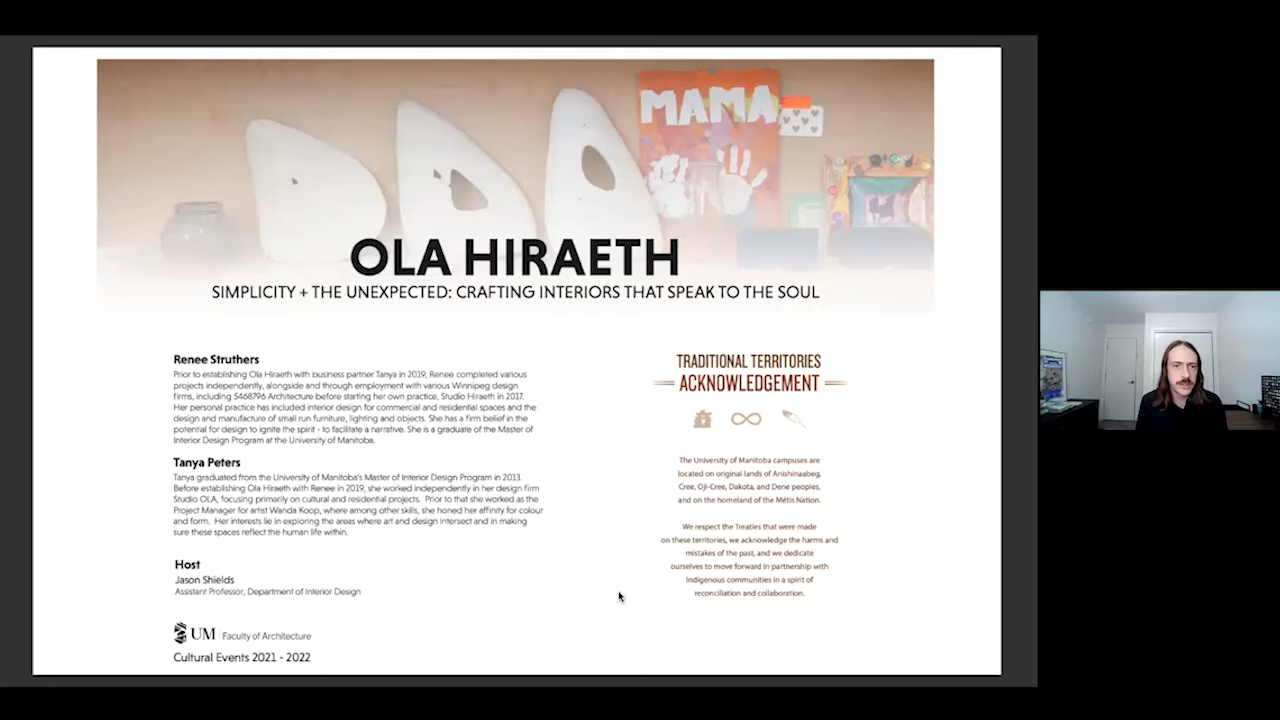 MAMA
OLA HIRAETH
SIMPLICITY + THE UNEXPECTED: CRAFTING INTERIORS THAT SPEAK TO THE SOUL
Renee Struthers
Prior to establishing Ola Hiraeth with business partner Tanya in 2019, Renee completed various
projects independently, alongside and through employment with various Winnipeg design
firms, including 5468796 Architecture before starting her own practice, Studio Hiraeth in 2017.
Her personal practice has included interior design for commercial and residential spaces and the
design and manufacture of small run furniture, lighting and objects. She has a firm belief in the
potential for design to ignite the spirit - to facilitate a narrative. She is a graduate of the Master of
Interior Design Program at the University of Manitoba.
Tanya Peters
Tanya graduated from the University of Manitoba's Master of Interior Design Program in 2013.
Before establishing Ola Hiraeth with Renee in 2019, she worked independently in her design firm
Studio OLA, focusing primarily on cultural and residential projects. Prior to that she worked as the
Project Manager for artist Wanda Koop, where among other skills, she honed her affinity for colour
and form. Her interests lie in exploring the areas where art and design intersect and in making
sure these spaces reflect the human life within.
Host
Jason Shields
Assistant Professor, Department of Interior Design
UM Faculty of Architecture
Cultural Events 2021 - 2022
TRADITIONAL TERRITORIES
ACKNOWLEDGEMENT
The University of Manitoba campuses are
located on original lands of Anishinaabeg,
Cree, Oji-Cree, Dakota, and Dene peoples,
and on the homeland of the Métis Nation.
We respect the Treaties that were made
on these territories, we acknowledge the harms and
mistakes of the past, and we dedicate
ourselves to move forward in partnership with
Indigenous communities in a spirit of
reconciliation and collaboration.